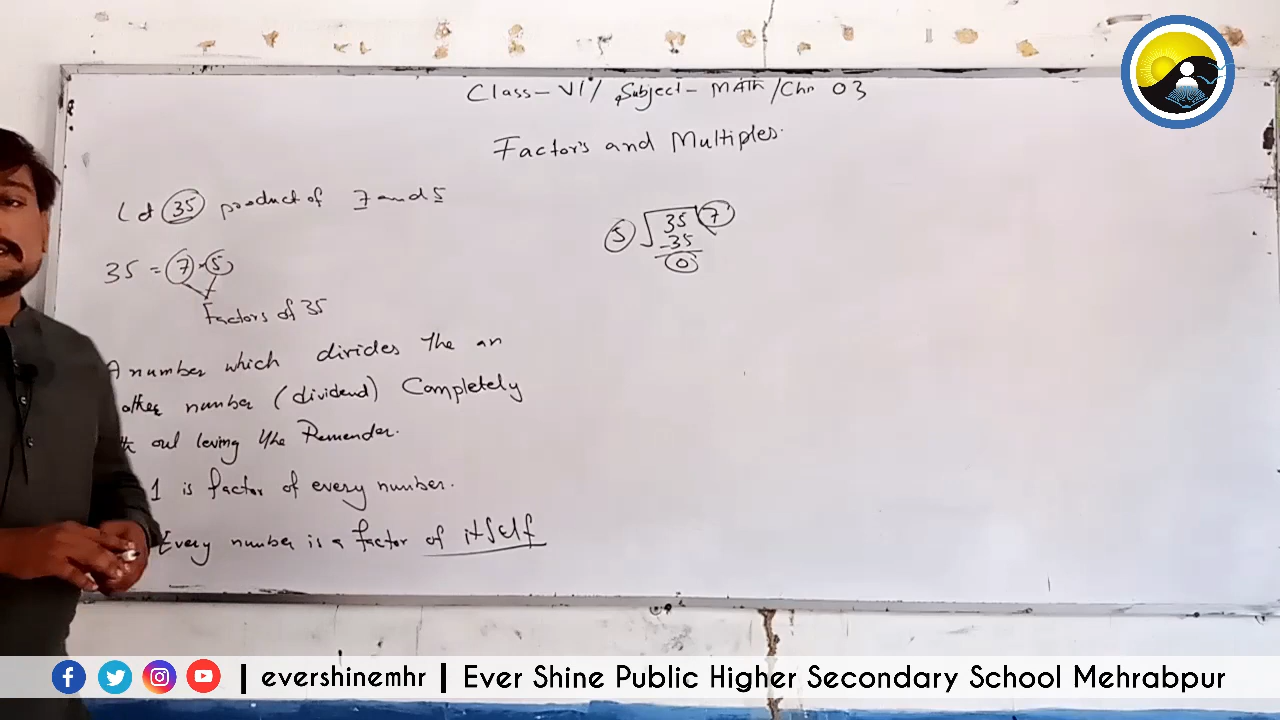 Class-VI/ Subject- MATH/Chp 03
Factors and Multiples.
Let 35 product of 7 and 5
35 = 7 × 5
Factors of 35
5 35 7
-35
0
A number which divides the an
other number (dividend) Completely
out leving the Remender.
1 is factor of every number.
Every number is a factor of itself
| evershinemhr | Ever Shine Public Higher Secondary School Mehrabpur